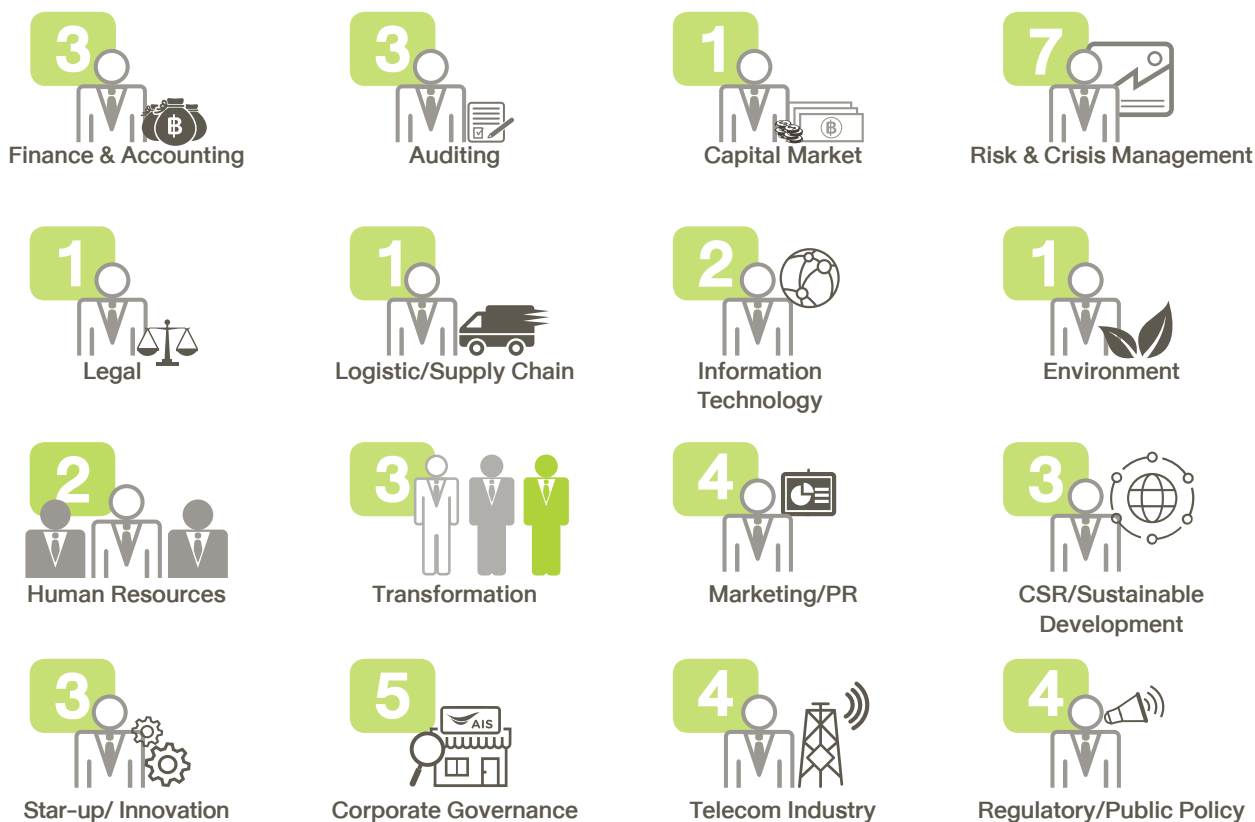 3
3
1
7
Finance & Accounting
Auditing
Capital Market
Risk & Crisis Management
1
1
2
1
Legal
Logistic/Supply Chain
Information
Technology
Environment
2
3
4
3
Human Resources
Transformation
Marketing/PR
CSR/Sustainable
Development
3
5
4
4
AIS
Star-up/ Innovation
Corporate Governance
Telecom Industry
Regulatory/Public Policy